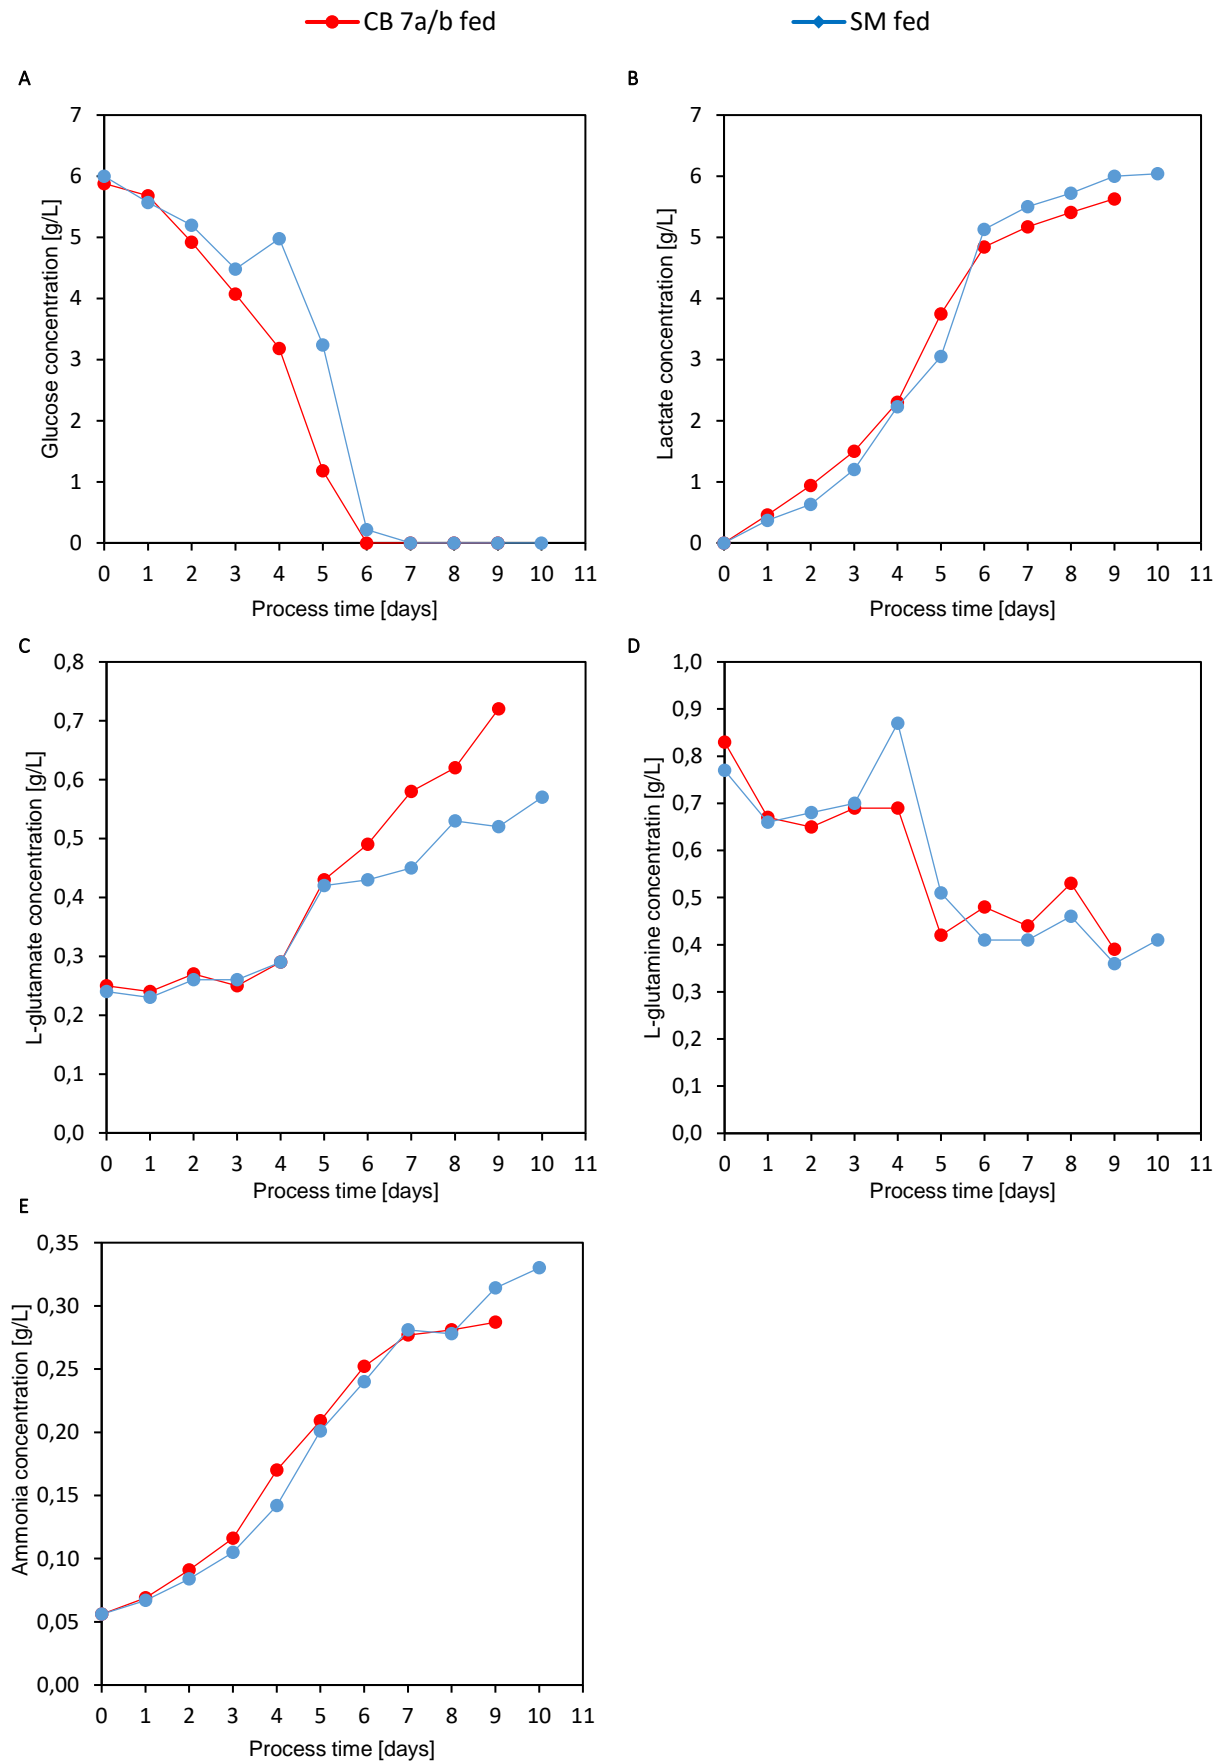 CB 7a/b fed
SM fed
A
Glucose concentration [g/L]
7
6
5
4
3
2
1
0
0 1 2 3 4 5 6 7 8 9 10 11
Process time [days]
B
Lactate concentration [g/L]
7
6
5
4
3
2
1
0
0 1 2 3 4 5 6 7 8 9 10 11
Process time [days]
C
L-glutamate concentration [g/L]
0,8
0,7
0,6
0,5
0,4
0,3
0,2
0,1
0,0
0 1 2 3 4 5 6 7 8 9 10 11
Process time [days]
D
L-glutamine concentratin [g/L]
1,0
0,9
0,8
0,7
0,6
0,5
0,4
0,3
0,2
0,1
0,0
0 1 2 3 4 5 6 7 8 9 10 11
Process time [days]
E
Ammonia concentration [g/L]
0,35
0,30
0,25
0,20
0,15
0,10
0,05
0,00
0 1 2 3 4 5 6 7 8 9 10 11
Process time [days]